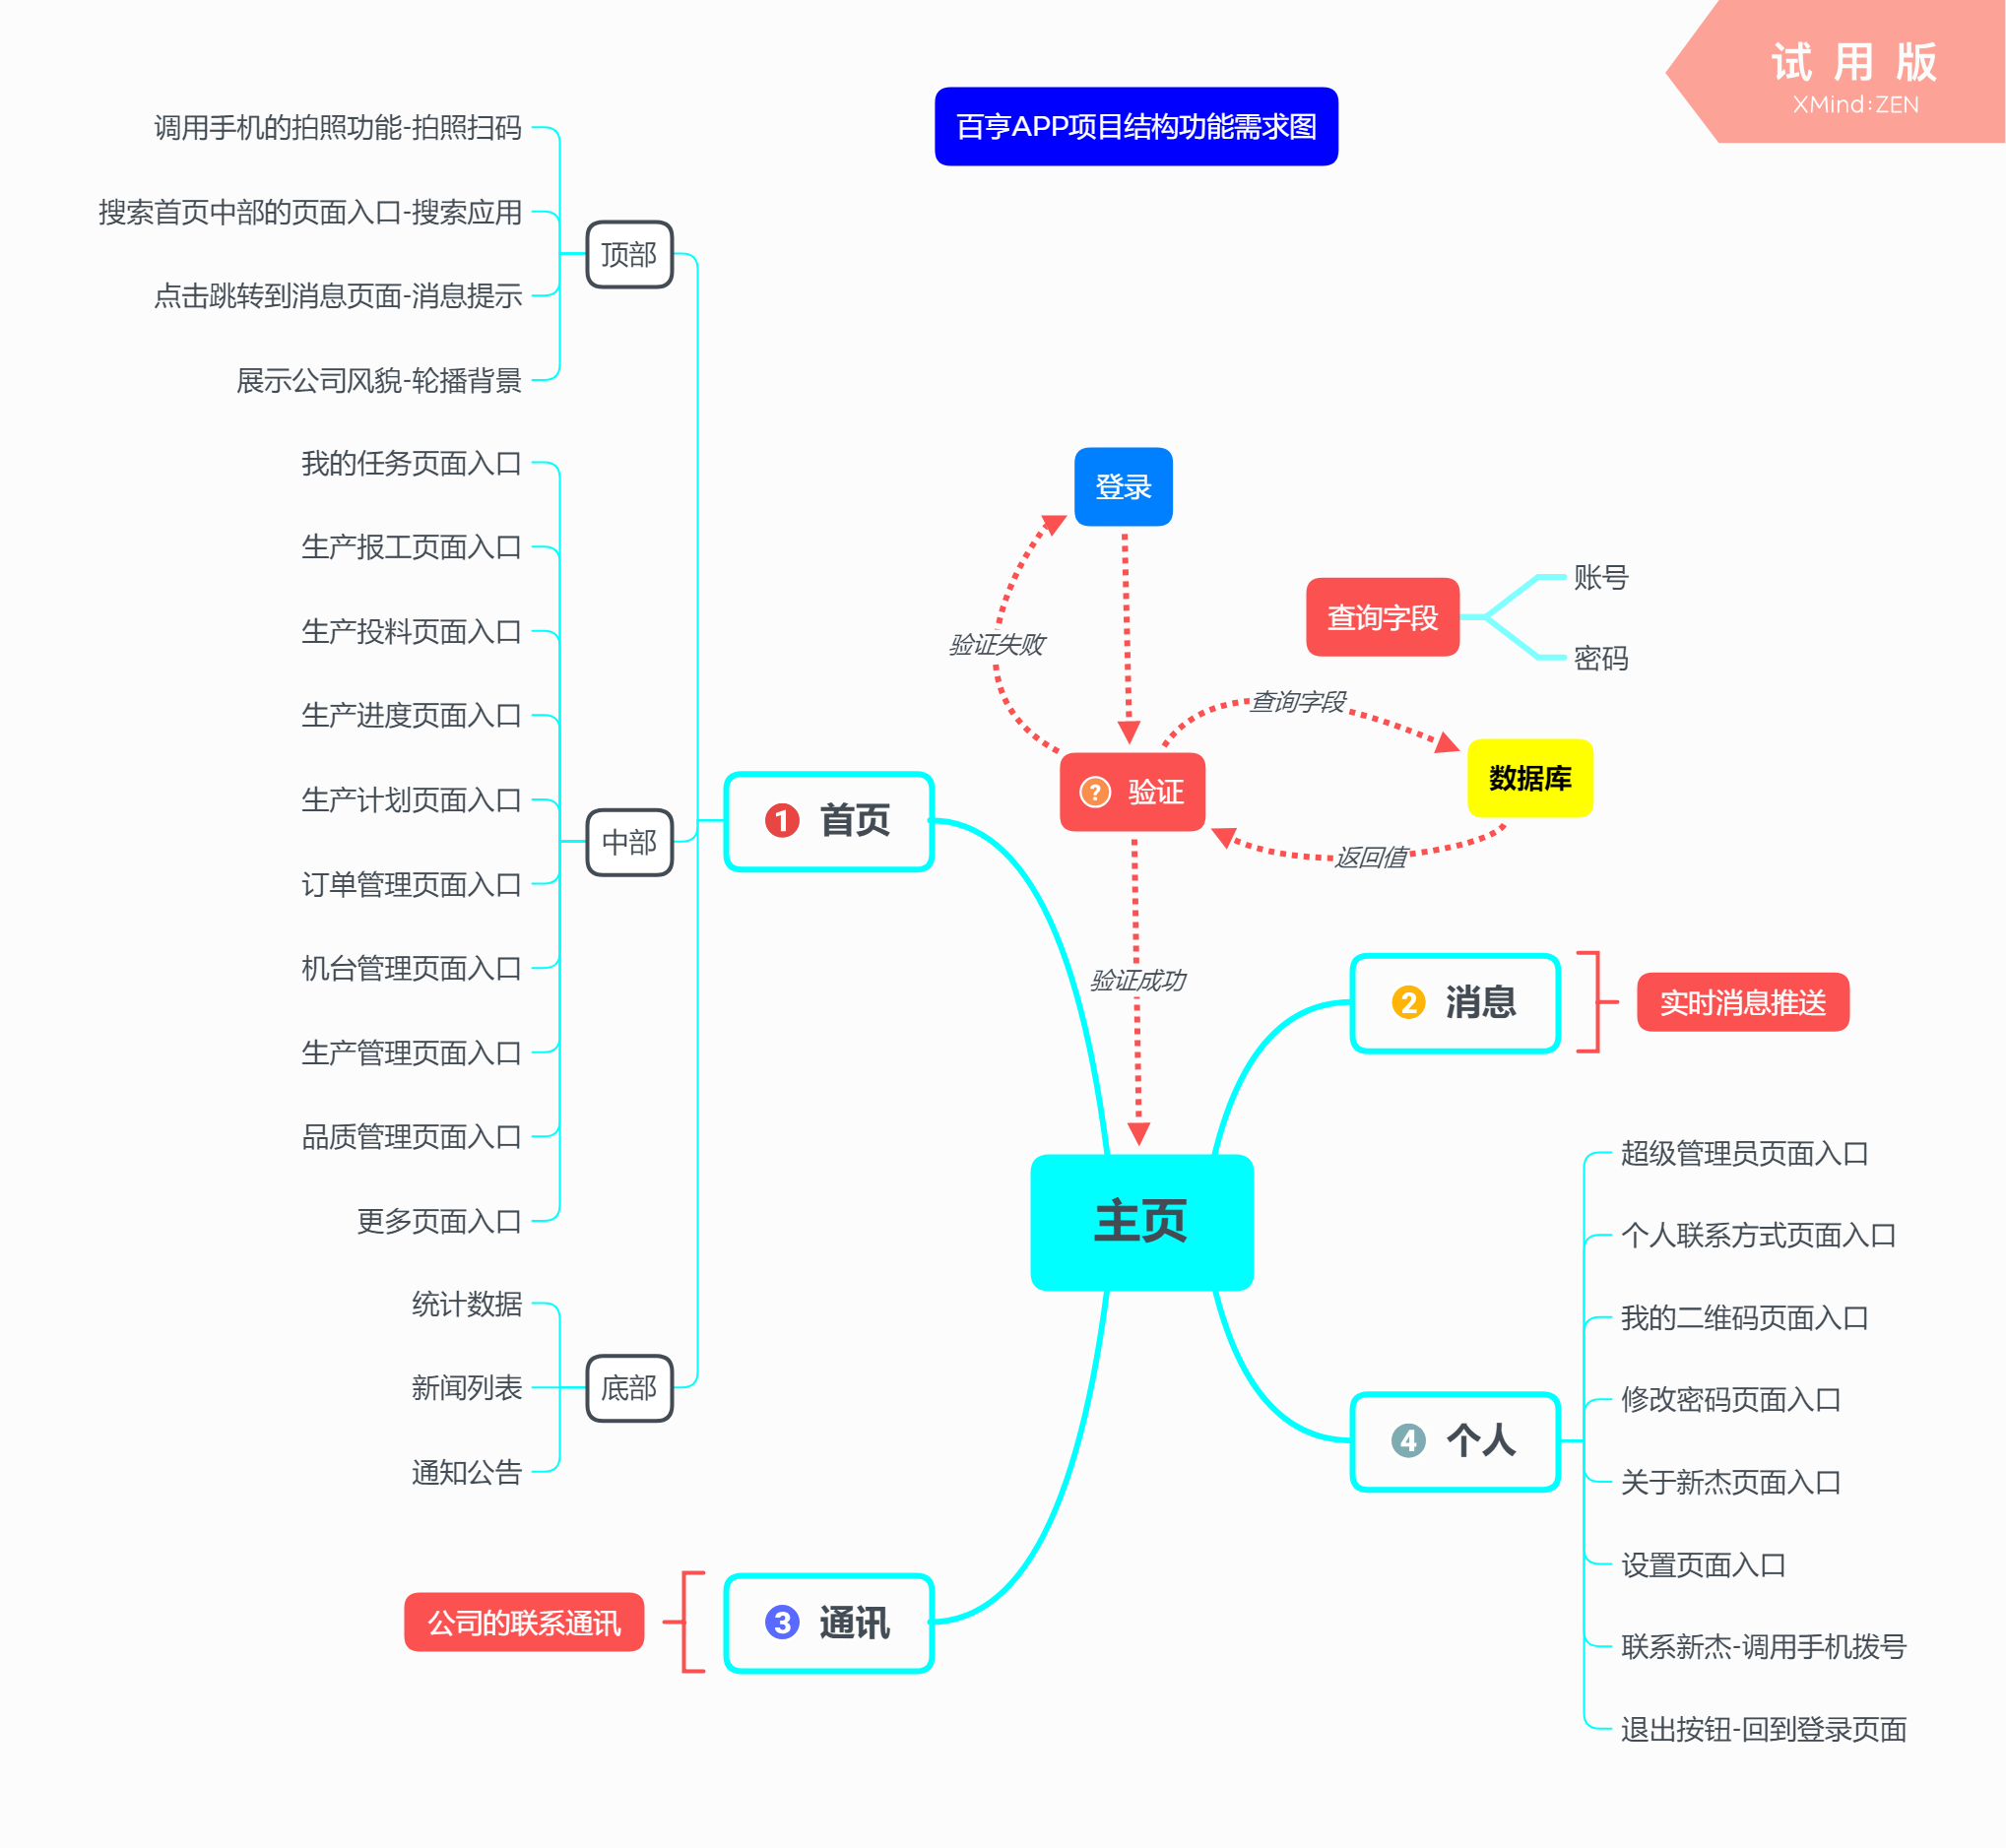 试用版
XMind:ZEN
百亨APP项目结构功能需求图
调用手机的拍照功能-拍照扫码
搜索首页中部的页面入口-搜索应用
点击跳转到消息页面-消息提示
展示公司风貌-轮播背景
顶部
我的任务页面入口
生产报工页面入口
生产投料页面入口
生产进度页面入口
生产计划页面入口
订单管理页面入口
机台管理页面入口
生产管理页面入口
品质管理页面入口
更多页面入口
中部
统计数据
新闻列表
通知公告
底部
1 首页
登录
验证失败
查询字段
账号
密码
查询字段
? 验证
数据库
返回值
验证成功
主页
2 消息
实时消息推送
3 通讯
公司的联系通讯
4 个人
超级管理员页面入口
个人联系方式页面入口
我的二维码页面入口
修改密码页面入口
关于新杰页面入口
设置页面入口
联系新杰-调用手机拨号
退出按钮-回到登录页面